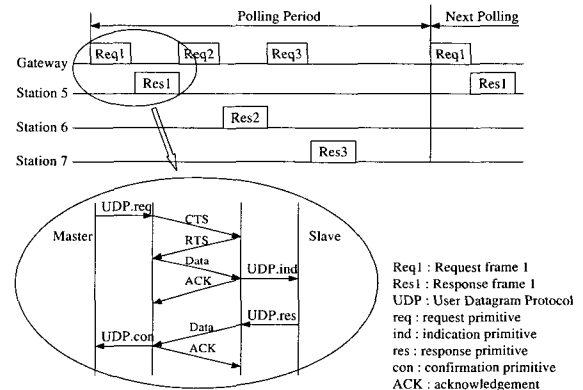 Polling Period
Next Polling
Gateway
Req1
Req2
Req3
Req1
Station 5
Res1
Res1
Station 6
Res2
Station 7
Res3
UDP.req
CTS
Master
Slave
RTS
Data
UDP.ind
ACK
UDP.res
Data
UDP.con
ACK
Req1 : Request frame 1
Res1 : Response frame 1
UDP : User Datagram Protocol
req : request primitive
ind : indication primitive
res : response primitive
con : confirmation primitive
ACK : acknowledgement